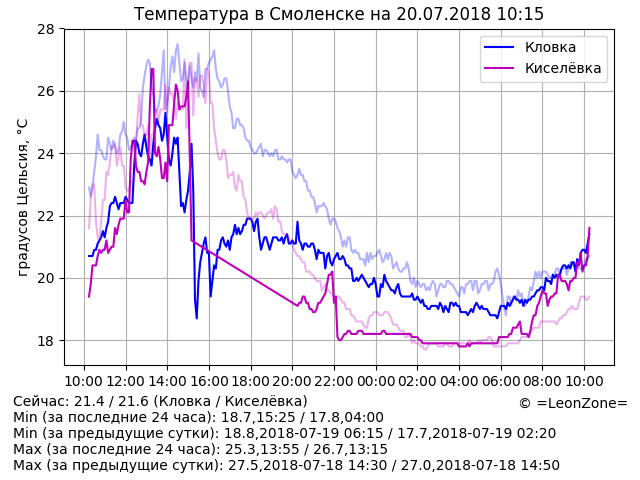 Температура в Смоленске на 20.07.2018 10:15
28
26
24
22
20
18
градусов Цельсия, °C
Кловка
Киселёвка
10:00 12:00 14:00 16:00 18:00 20:00 22:00 00:00 02:00 04:00 06:00 08:00 10:00
Сейчас: 21.4 / 21.6 (Кловка / Киселёвка)
© =LeonZone=
Min (за последние 24 часа): 18.7,15:25 / 17.8,04:00
Min (за предыдущие сутки): 18.8,2018-07-19 06:15 / 17.7,2018-07-19 02:20
Max (за последние 24 часа): 25.3,13:55 / 26.7,13:15
Max (за предыдущие сутки): 27.5,2018-07-18 14:30 / 27.0,2018-07-18 14:50